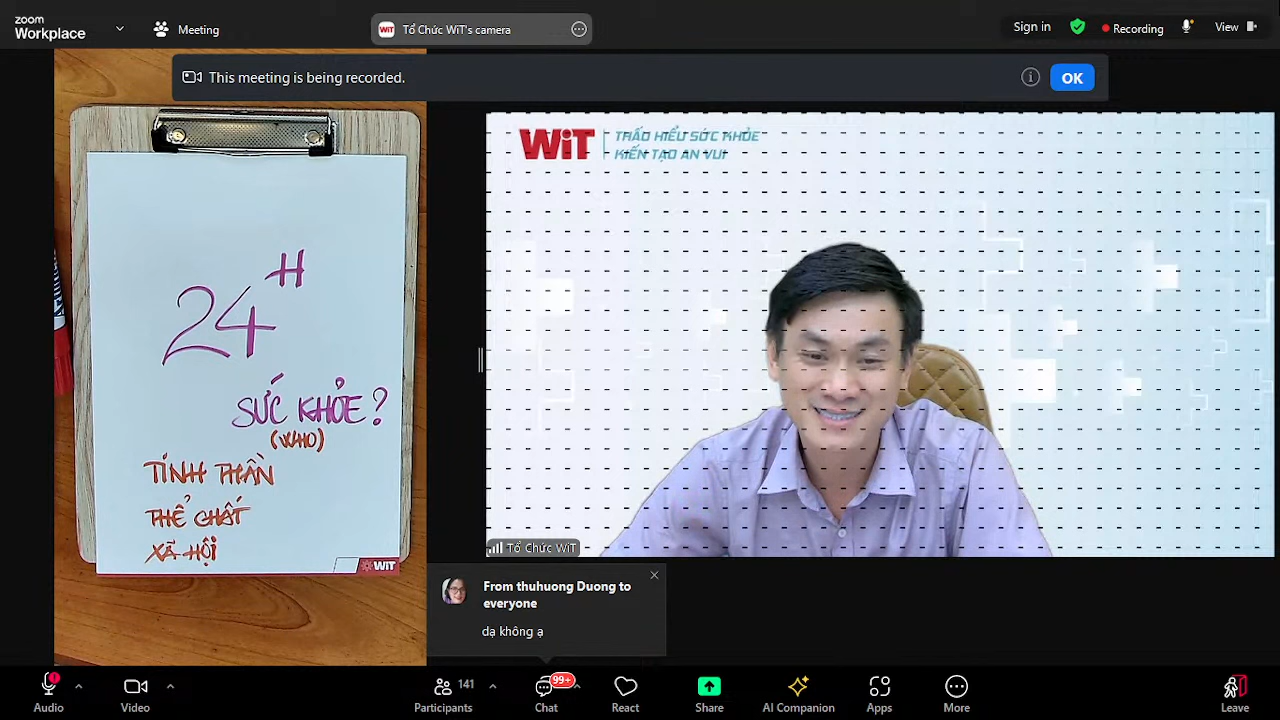 zoom
Workplace
Meeting
Tổ Chức WiT's camera
Sign in
Recording
View
This meeting is being recorded.
OK
24H
SỨC KHỎE?
(WHO)
TINH THẦN
THỂ CHẤT
XÃ HỘI
WiT
WiT
THẤU HIỂU SỨC KHỎE
KIẾN TẠO AN VUI
Tổ Chức WiT
From thuhuong Duong to
everyone
dạ không ạ
Audio
Video
141
Participants
99+
Chat
React
Share
AI Companion
Apps
More
Leave